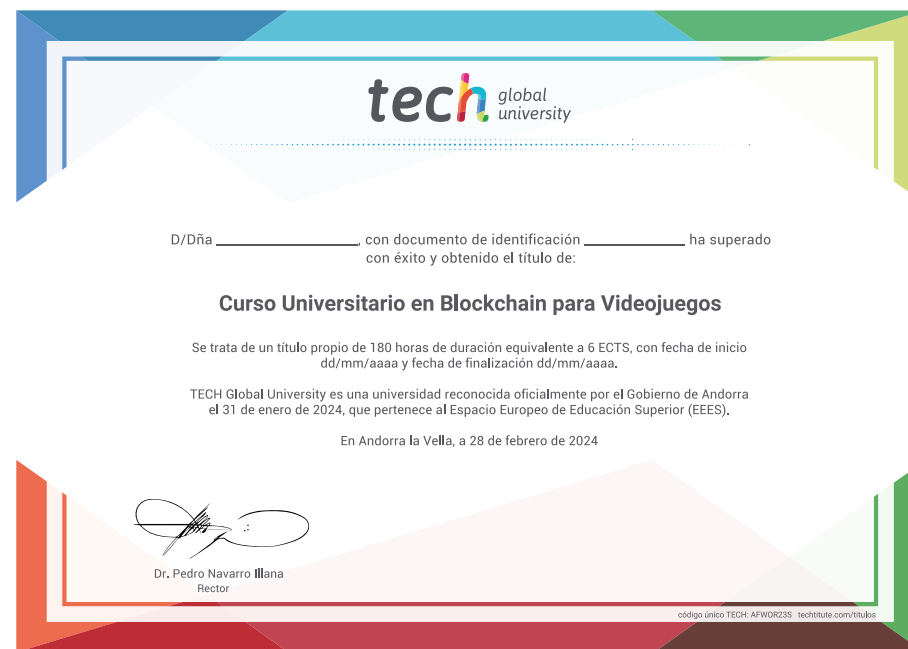 tech global university
D/Dña ______________, con documento de identificación __________ ha superado
con éxito y obtenido el título de:
Curso Universitario en Blockchain para Videojuegos
Se trata de un título propio de 180 horas de duración equivalente a 6 ECTS, con fecha de inicio
dd/mm/aaaa y fecha de finalización dd/mm/aaaa.
TECH Global University es una universidad reconocida oficialmente por el Gobierno de Andorra
el 31 de enero de 2024, que pertenece al Espacio Europeo de Educación Superior (EEES).
En Andorra la Vella, a 28 de febrero de 2024
Dr. Pedro Navarro Illana
Rector
código único TECH: AFWOR23S techtitute.com/titulos